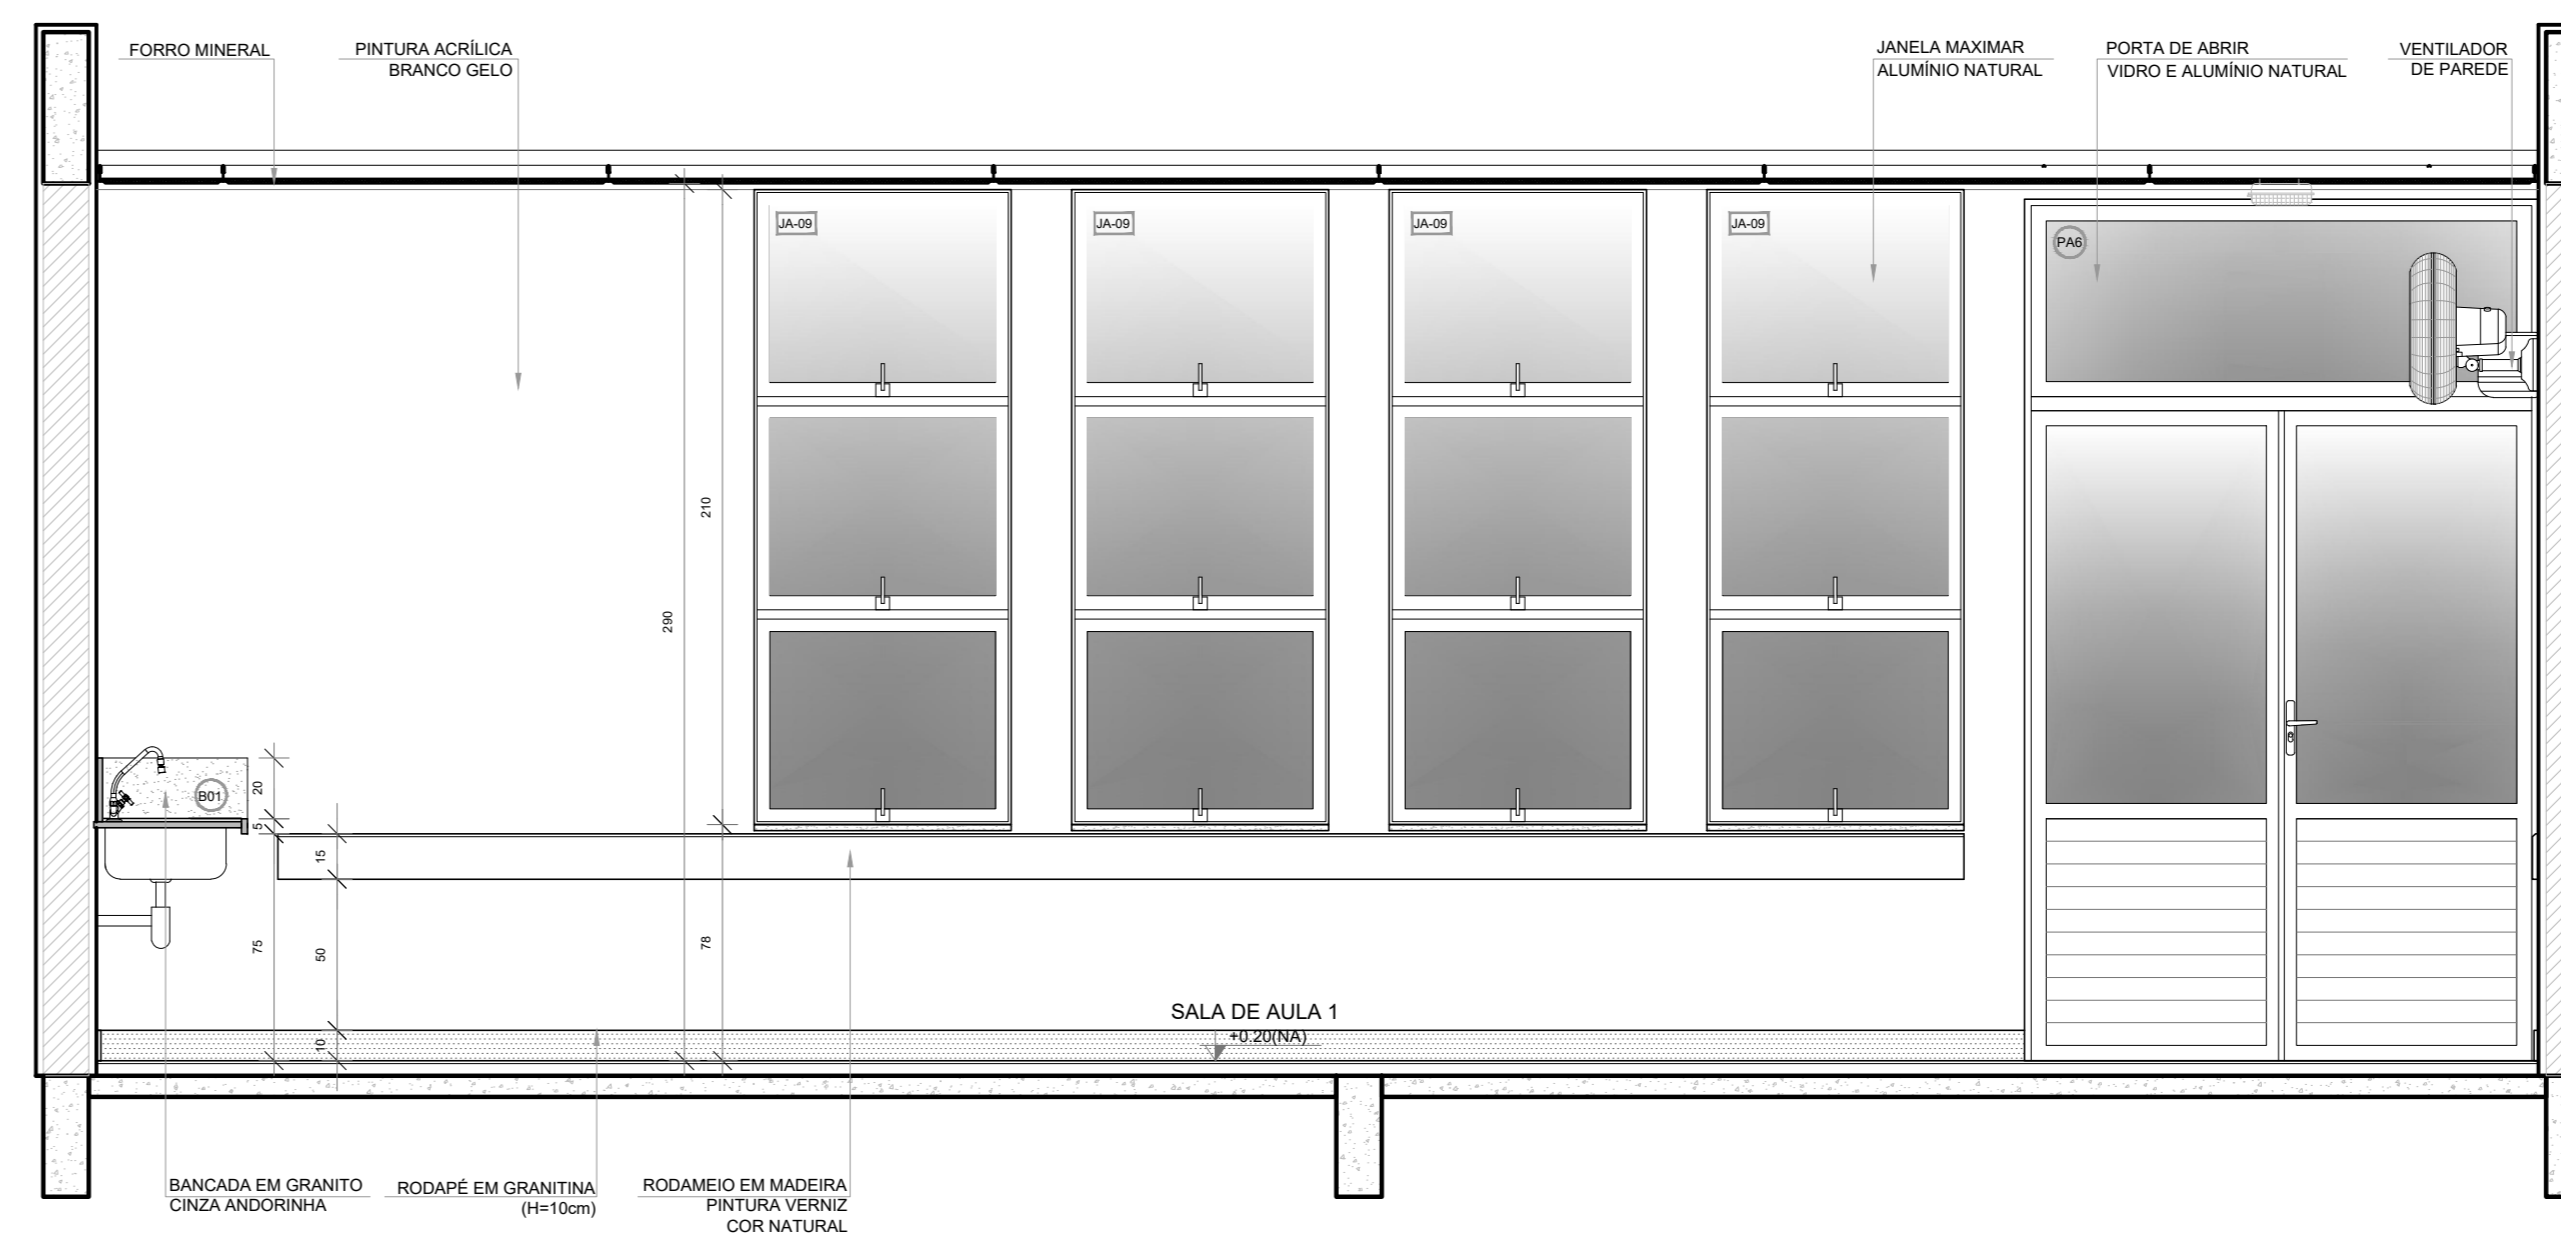 FORRO MINERAL
PINTURA ACRÍLICA
BRANCO GELO
JANELA MAXIMAR
ALUMÍNIO NATURAL
PORTA DE ABRIR
VIDRO E ALUMÍNIO NATURAL
VENTILADOR
DE PAREDE
JA-09
JA-09
JA-09
JA-09
PA6
210
290
B01
20
5
15
75
50
78
10
SALA DE AULA 1
+0.20(NA)
BANCADA EM GRANITO
CINZA ANDORINHA
RODAPÉ EM GRANITINA
(H=10cm)
RODAMEIO EM MADEIRA
PINTURA VERNIZ
COR NATURAL